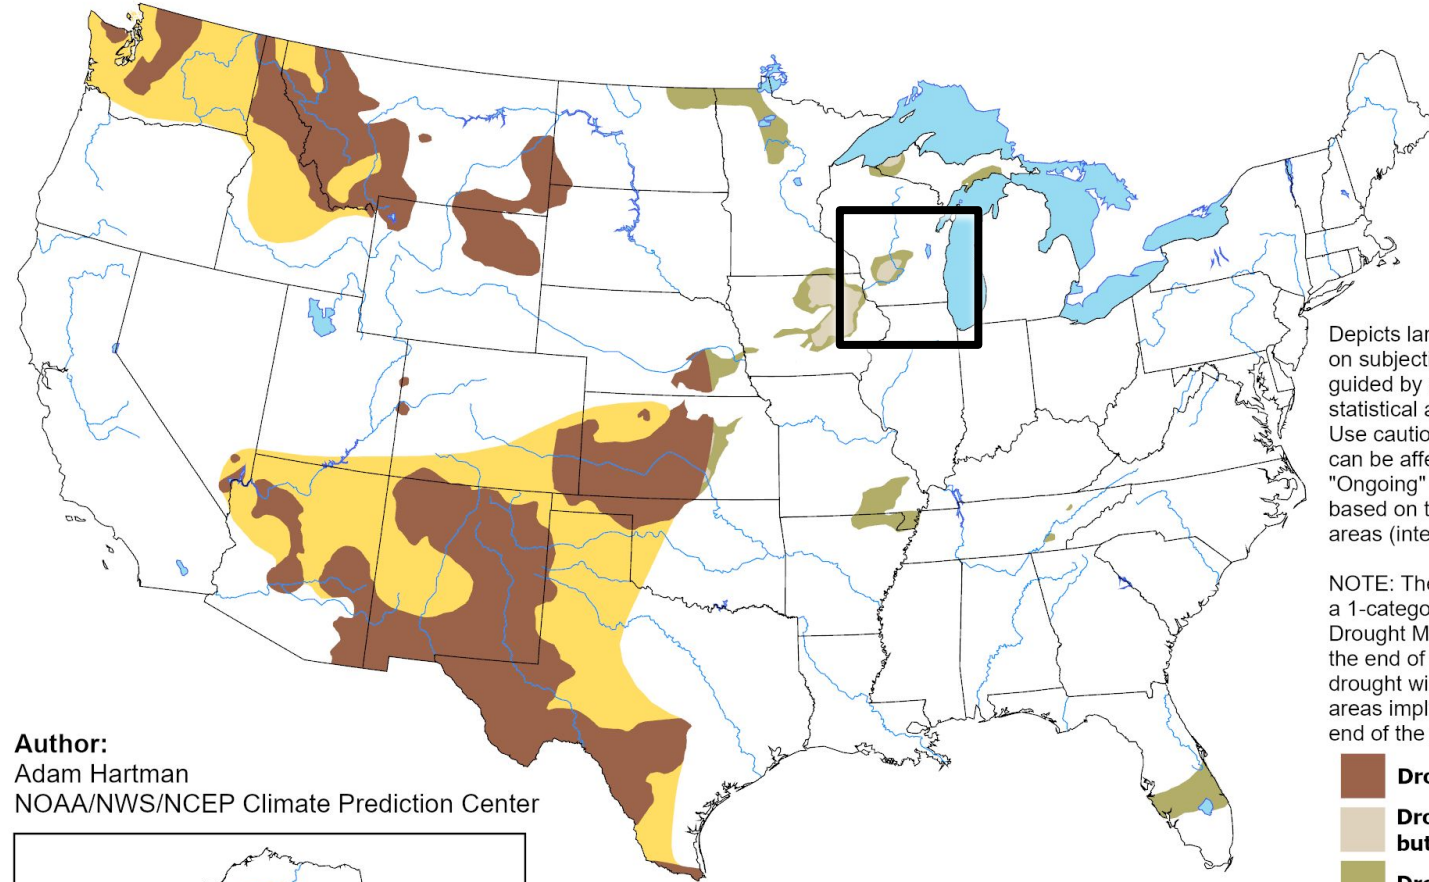 Depicts lar
on subjecti
guided by
statistical a
Use cautio
can be affe
"Ongoing"
based on t
areas (inte
NOTE: The
a 1-catego
Drought M
the end of
drought wi
areas impl
end of the
Author:
Adam Hartman
NOAA/NWS/NCEP Climate Prediction Center
Dro
Dro
but
Dro